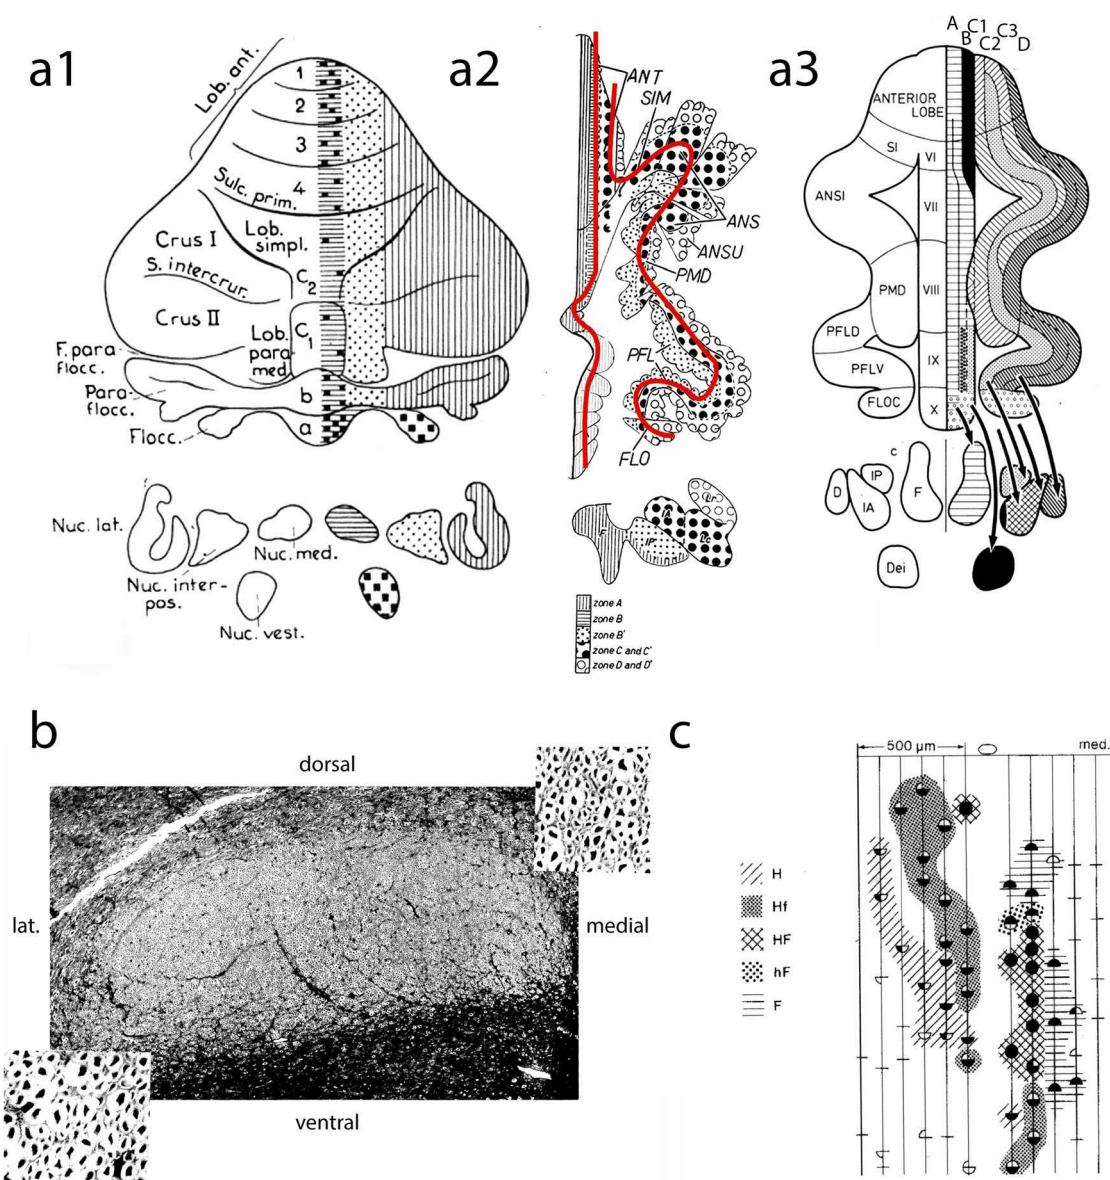 a1
Lob. ant.
1
2
3
4
Sulc. prim.
Crus I
Lob.
simpl.
S. intercrur.
C2
Crus II
Lob.
para
med.
C1
F. para
flocc.
Para-
flocc.
b
Flocc.
a
Nuc. lat.
Nuc. med.
Nuc. inter-
pos.
Nuc. vest.
a2
ANT
SIM
ANS
ANSU
PMD
PFL
FLO
F
IP
IA
Lc
Lr
zone A
zone B
zone B'
zone C and C'
zone D and D'
a3
A
B
C1
C2
C3
D
ANTERIOR
LOBE
SI
VI
ANSI
VII
PMD
VIII
PFLD
PFLV
IX
FLOC
X
c
D
IP
IA
F
Dei
b
dorsal
lat.
medial
ventral
c
500 µm
med.
H
Hf
HF
hF
F